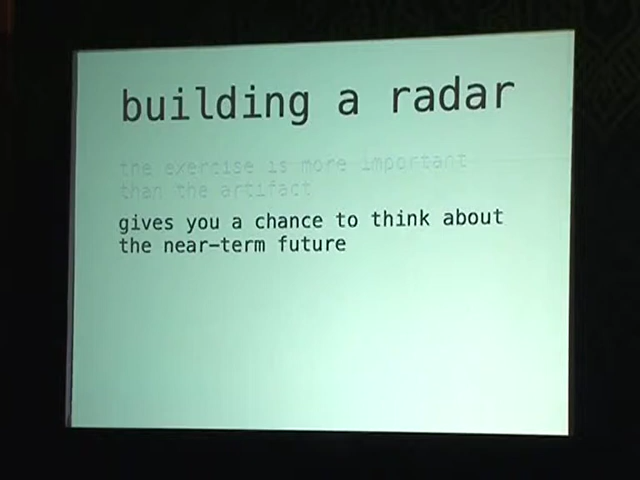 building a radar
the exercise is more important
than the artifact
gives you a chance to think about
the near-term future